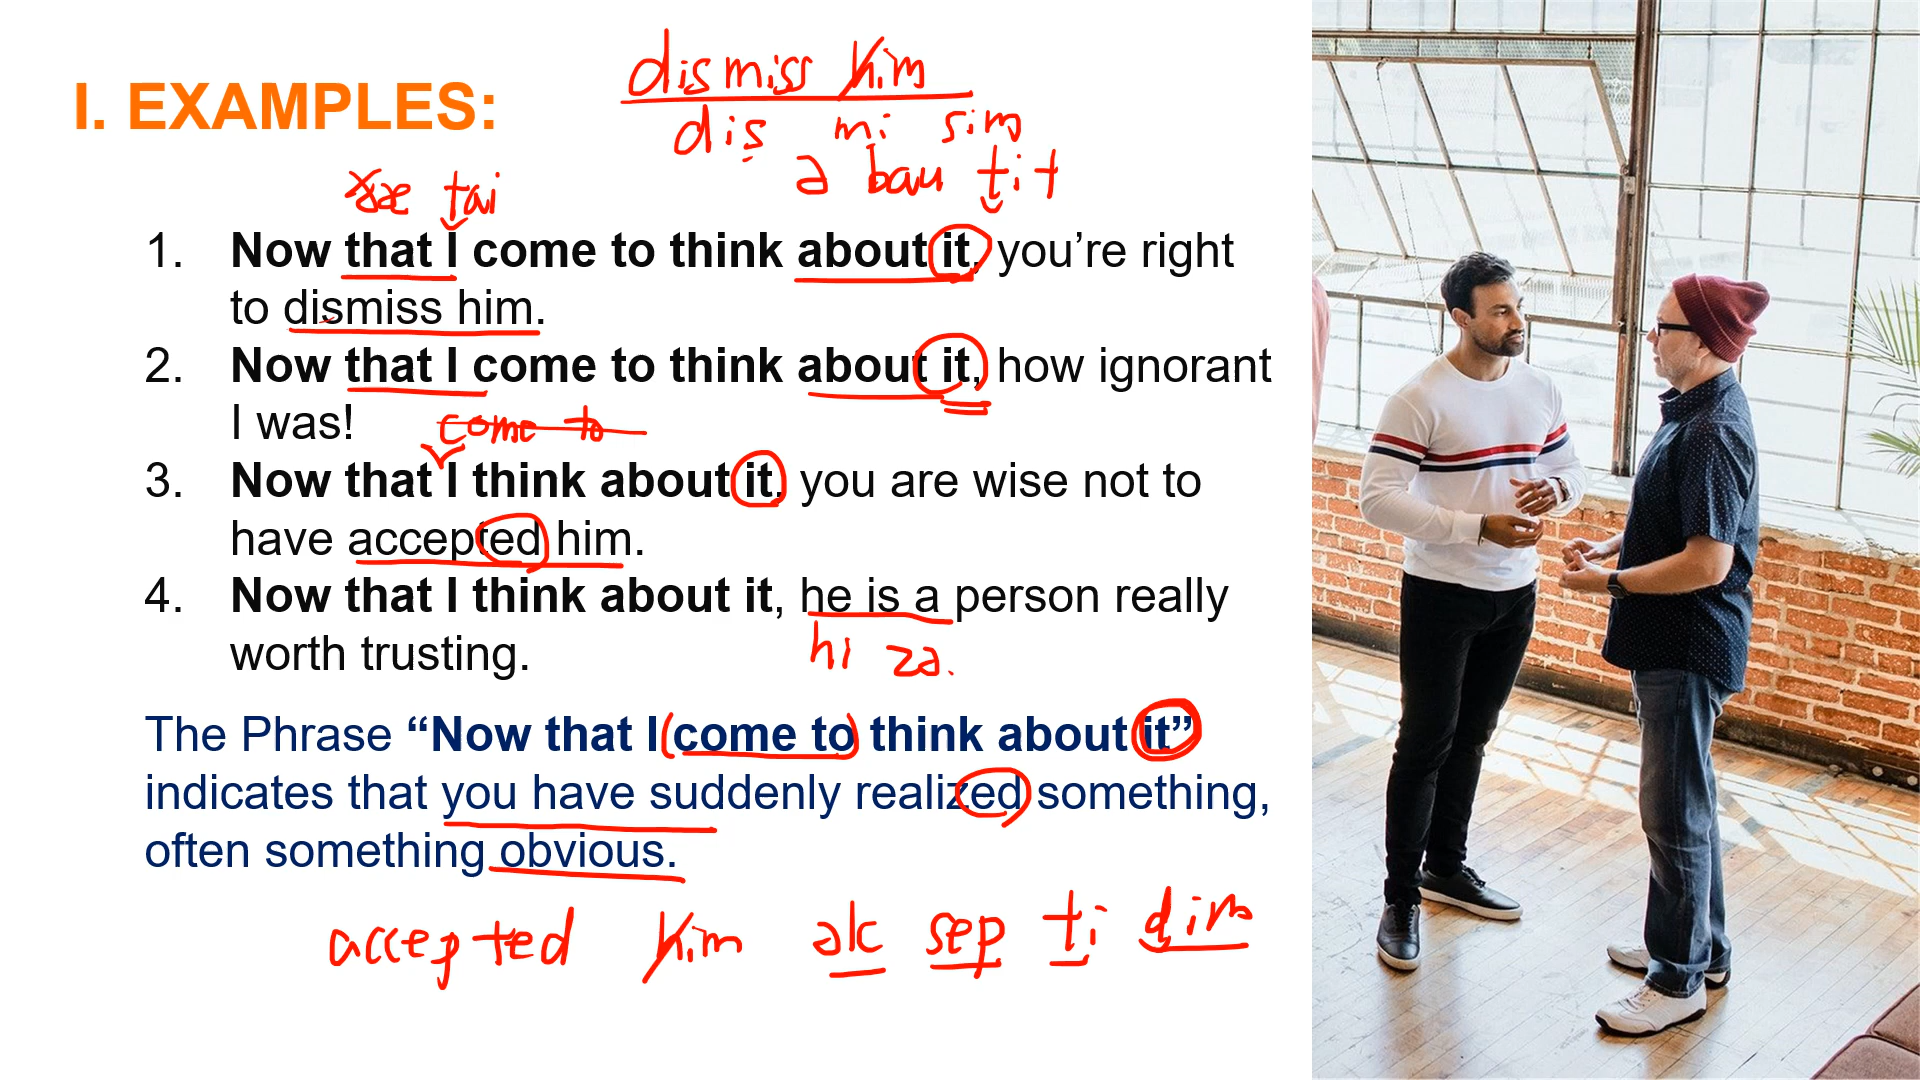 dismiss him
I. EXAMPLES:
dis mi sim
ə bau tit
ðæ tai
1. Now that I come to think about it, you’re right
to dismiss him.
2. Now that I come to think about it, how ignorant
I was!
come to
3. Now that I think about it, you are wise not to
have accepted him.
4. Now that I think about it, he is a person really
worth trusting.
hi zə.
The Phrase “Now that I come to think about it”
indicates that you have suddenly realized something,
often something obvious.
accepted him ək sep ti dim